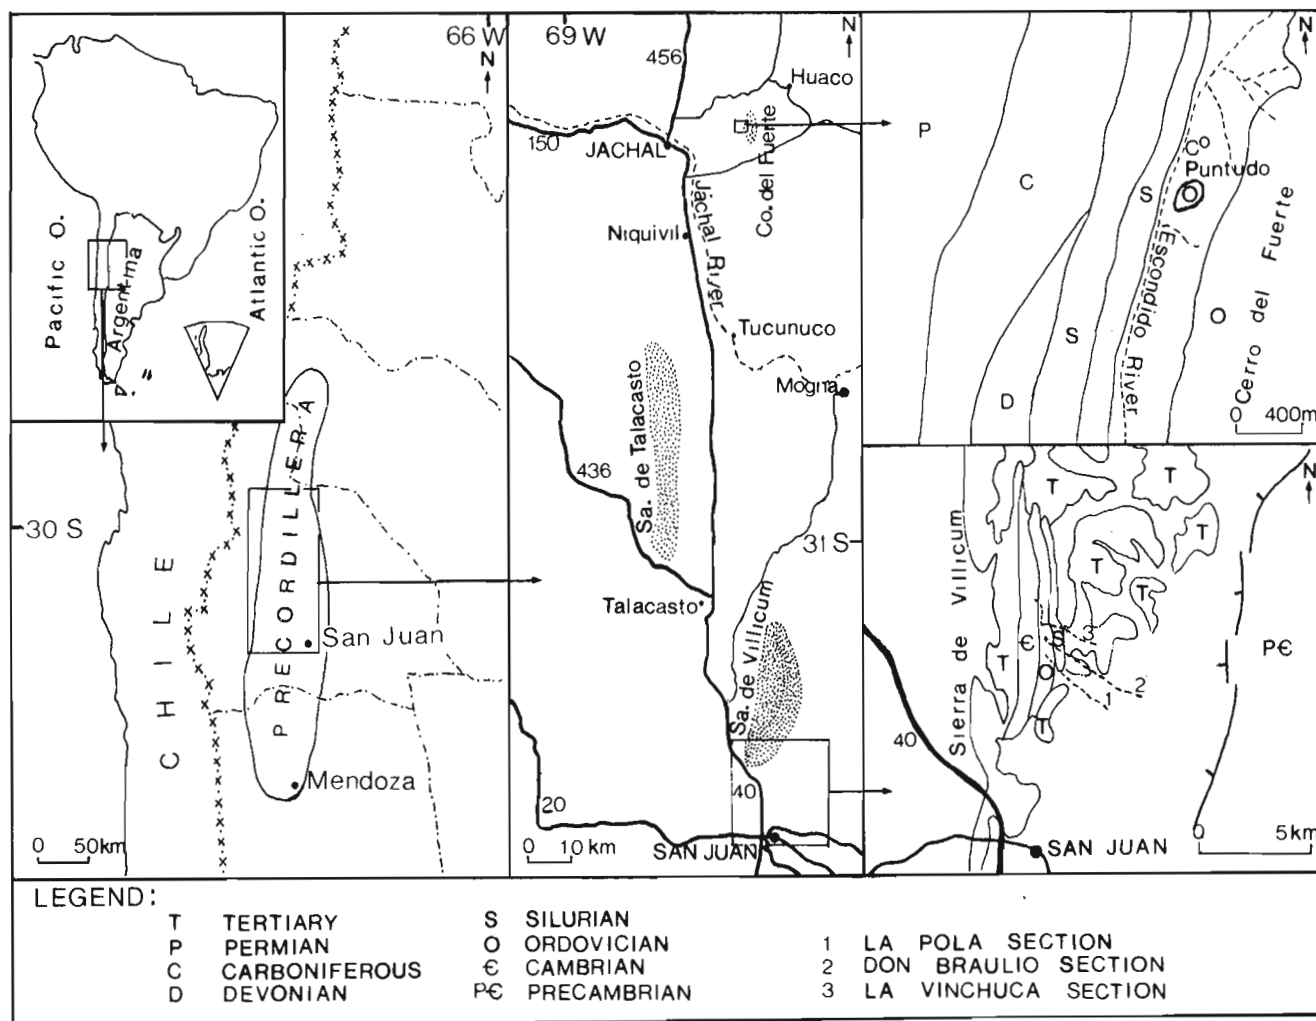 Pacific O.
Argentina
Atlantic O.
66 W
N
30 S
CHILE
PRECORDILLERA
San Juan
Mendoza
0 50km
69 W
N
456
Huaco
150
JACHAL
Co. del Fuerte
Jáchal River
Niquivil
Tucunuco
Mogna
Sa. de Talacasto
436
31 S
Talacasto
Sa. de Villicum
40
20
SAN JUAN
0 10 km
N
P
C
S
Cº
Puntudo
O
Escondido River
S
O
D
Cerro del Fuerte
0 400m
N
Sierra de Villicum
T
T
T
T
T
T
Є
S
O
T
3
2
1
PЄ
40
0 5km
SAN JUAN
LEGEND:
T TERTIARY
P PERMIAN
C CARBONIFEROUS
D DEVONIAN
S SILURIAN
O ORDOVICIAN
Є CAMBRIAN
PЄ PRECAMBRIAN
1 LA POLA SECTION
2 DON BRAULIO SECTION
3 LA VINCHUCA SECTION